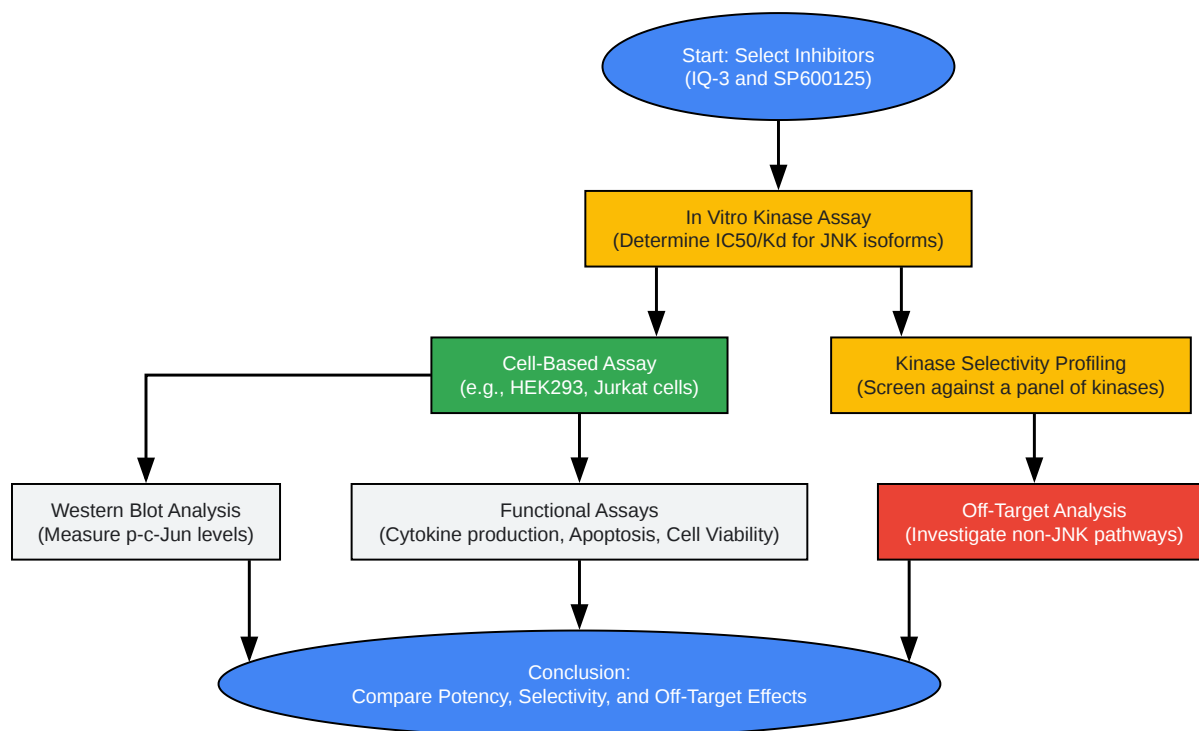 Start: Select Inhibitors
(IQ-3 and SP600125)
In Vitro Kinase Assay
(Determine IC50/Kd for JNK isoforms)
Cell-Based Assay
(e.g., HEK293, Jurkat cells)
Kinase Selectivity Profiling
(Screen against a panel of kinases)
Western Blot Analysis
(Measure p-c-Jun levels)
Functional Assays
(Cytokine production, Apoptosis, Cell Viability)
Off-Target Analysis
(Investigate non-JNK pathways)
Conclusion:
Compare Potency, Selectivity, and Off-Target Effects